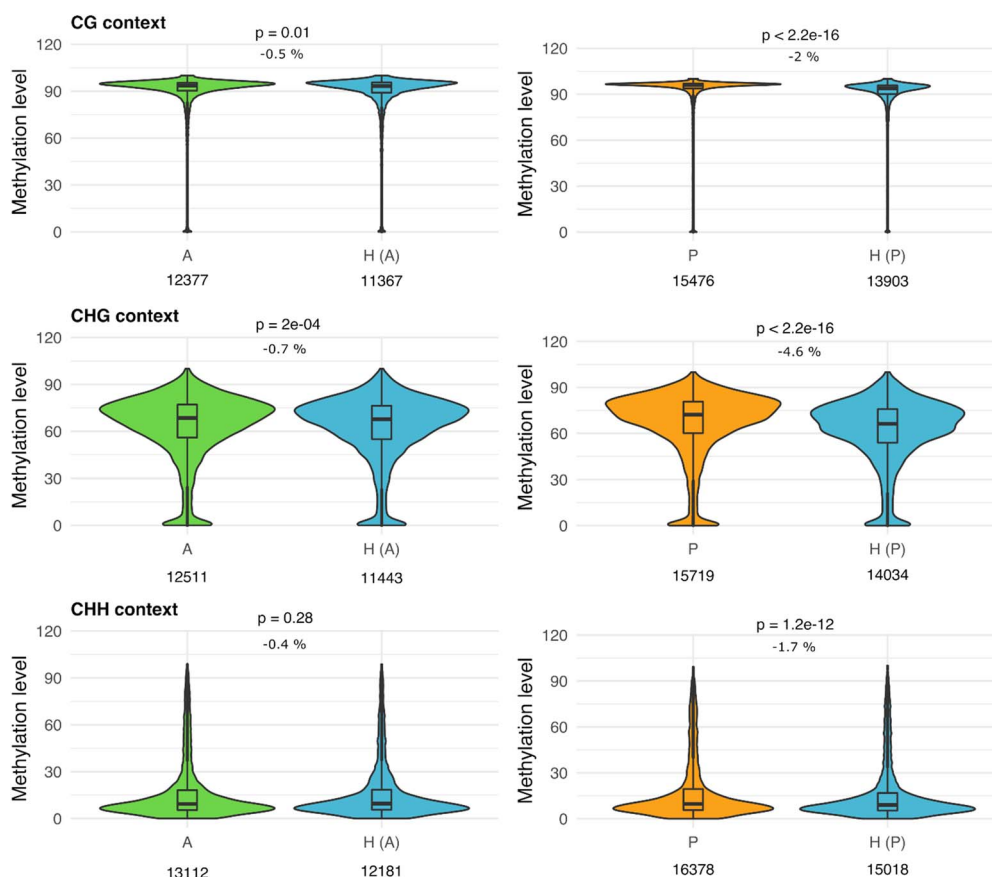 CG context
p = 0.01
-0.5 %
Methylation level
120
90
60
30
0
A
H (A)
12377
11367
p < 2.2e-16
-2 %
Methylation level
120
90
60
30
0
P
H (P)
15476
13903
CHG context
p = 2e-04
-0.7 %
Methylation level
120
90
60
30
0
A
H (A)
12511
11443
p < 2.2e-16
-4.6 %
Methylation level
120
90
60
30
0
P
H (P)
15719
14034
CHH context
p = 0.28
-0.4 %
Methylation level
120
90
60
30
0
A
H (A)
13112
12181
p = 1.2e-12
-1.7 %
Methylation level
120
90
60
30
0
P
H (P)
16378
15018